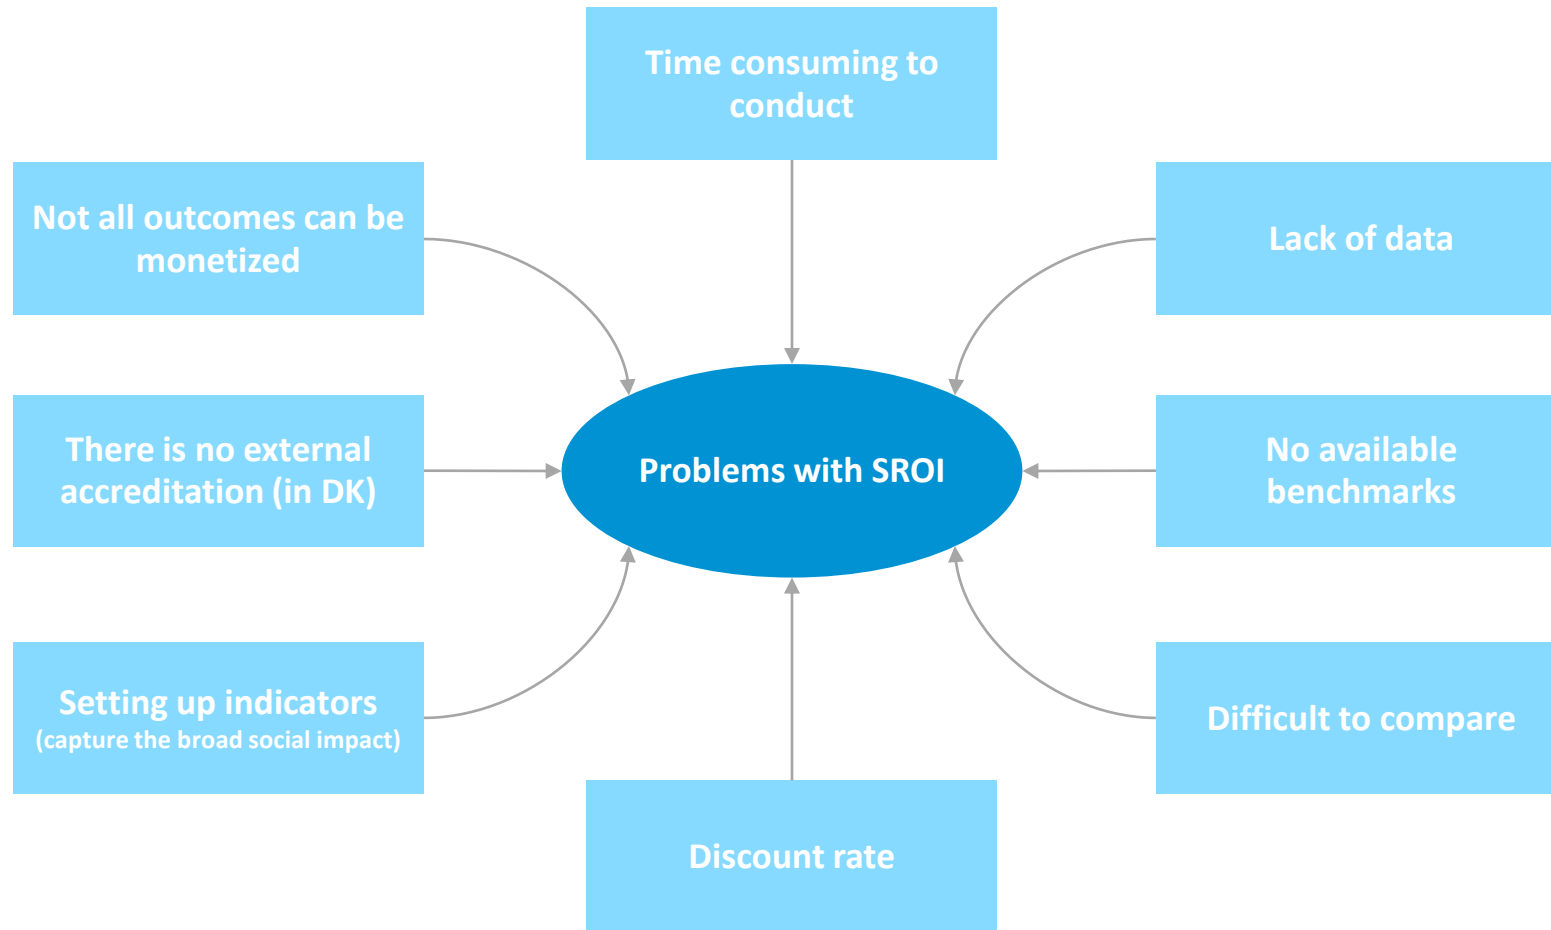 Time consuming to
conduct
Not all outcomes can be
monetized
Lack of data
There is no external
accreditation (in DK)
Problems with SROI
No available
benchmarks
Setting up indicators
(capture the broad social impact)
Difficult to compare
Discount rate